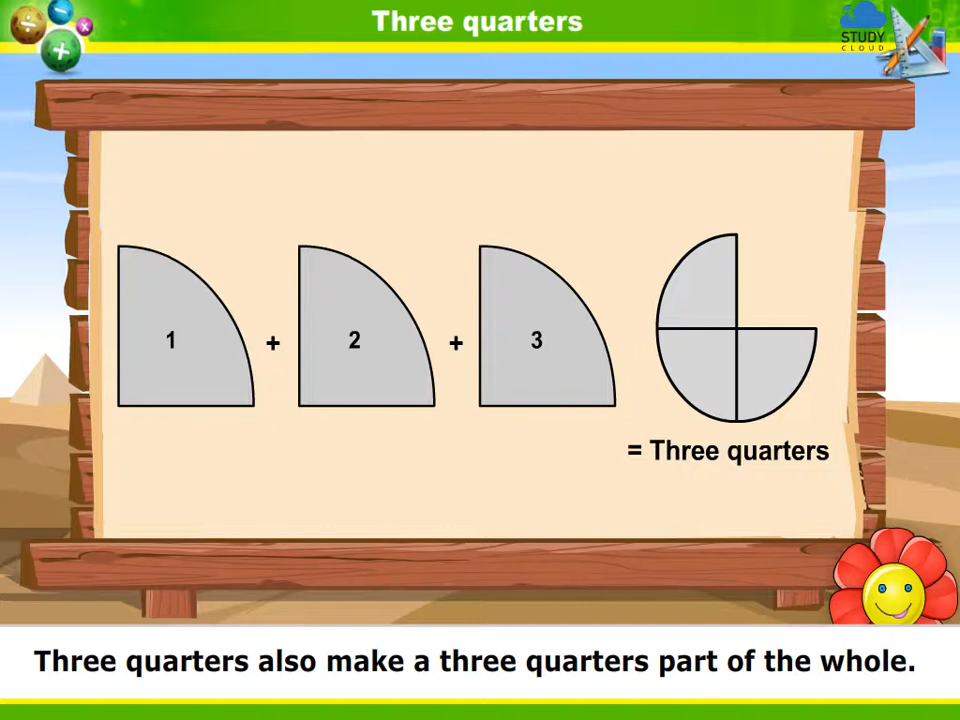 Three quarters
STUDY
CLOUD
1 + 2 + 3
= Three quarters
Three quarters also make a three quarters part of the whole.